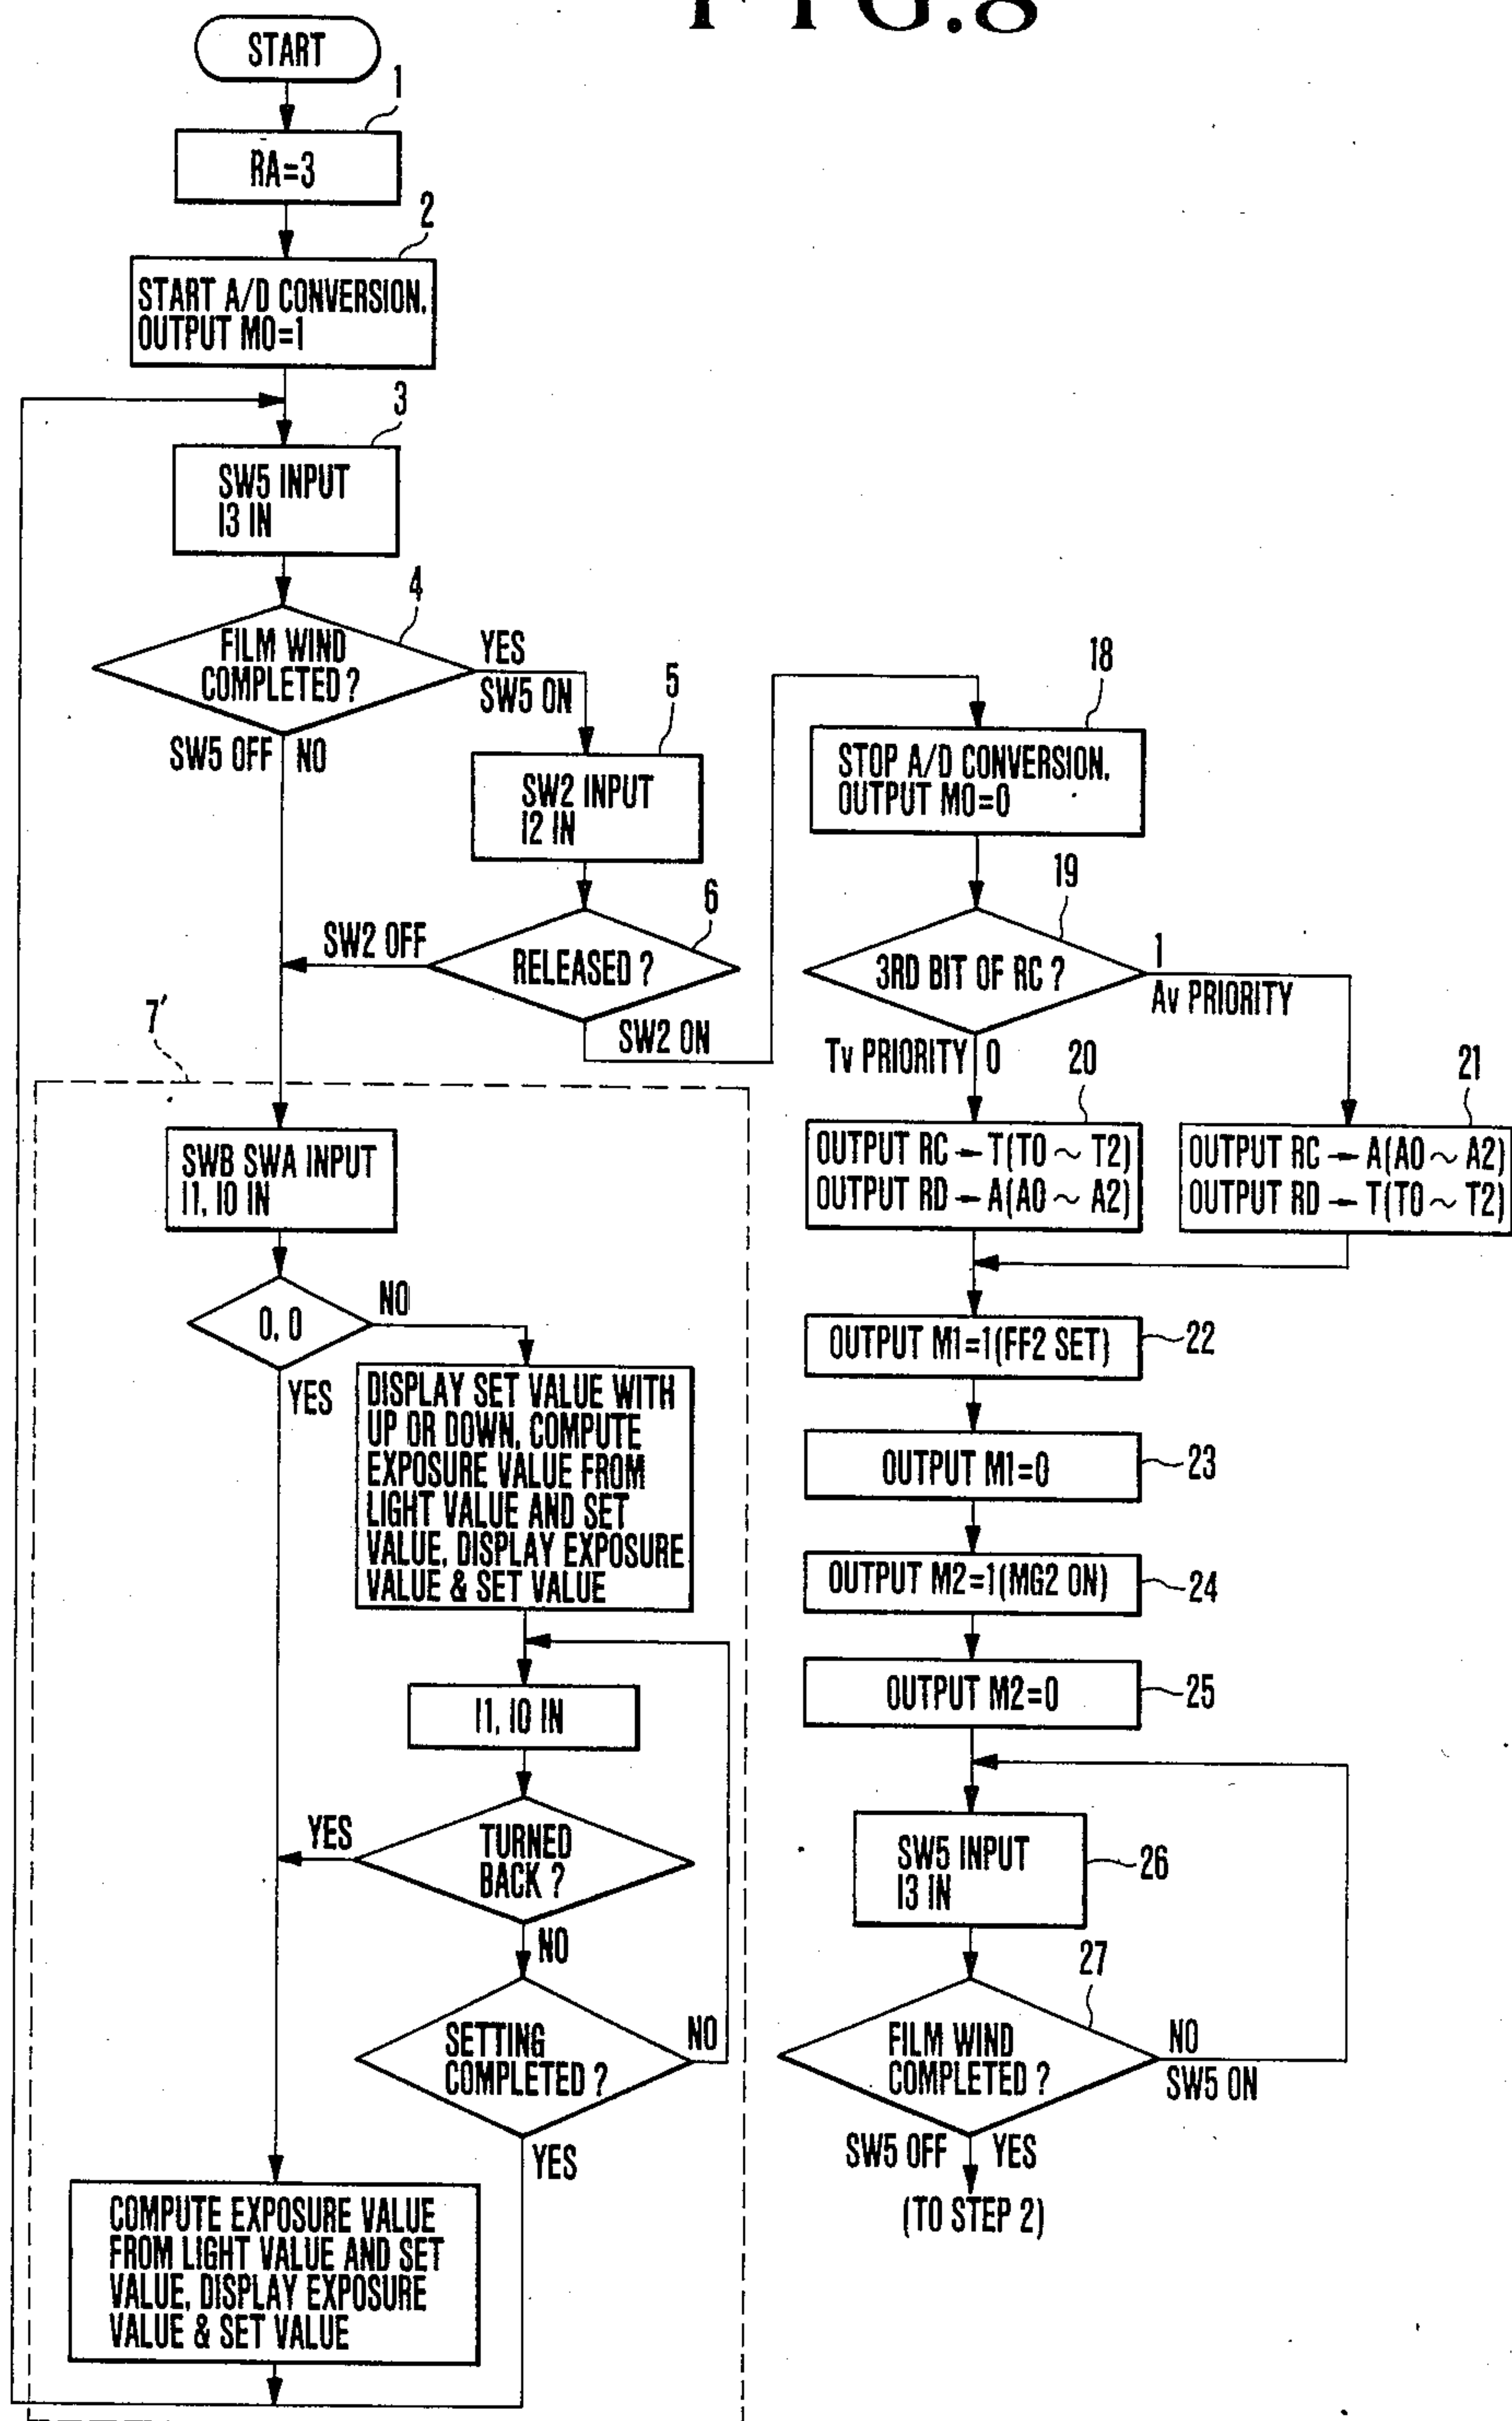 FIG.8
START
1
RA=3
2
START A/D CONVERSION.
OUTPUT M0=1
3
SW5 INPUT
I3 IN
4
FILM WIND
COMPLETED ?
YES
SW5 ON
SW5 OFF
NO
5
SW2 INPUT
I2 IN
6
RELEASED ?
SW2 OFF
SW2 ON
7'
SWB SWA INPUT
I1, I0 IN
0, 0
NO
YES
DISPLAY SET VALUE WITH
UP OR DOWN, COMPUTE
EXPOSURE VALUE FROM
LIGHT VALUE AND SET
VALUE, DISPLAY EXPOSURE
VALUE & SET VALUE
I1, I0 IN
TURNED
BACK ?
YES
NO
SETTING
COMPLETED ?
NO
YES
COMPUTE EXPOSURE VALUE
FROM LIGHT VALUE AND SET
VALUE, DISPLAY EXPOSURE
VALUE & SET VALUE
18
STOP A/D CONVERSION.
OUTPUT M0=0
19
3RD BIT OF RC ?
1
Av PRIORITY
Tv PRIORITY
0
20
OUTPUT RC → T(T0 ~ T2)
OUTPUT RD → A(A0 ~ A2)
21
OUTPUT RC → A(A0 ~ A2)
OUTPUT RD → T(T0 ~ T2)
OUTPUT M1=1(FF2 SET)
22
OUTPUT M1=0
23
OUTPUT M2=1(MG2 ON)
24
OUTPUT M2=0
25
SW5 INPUT
I3 IN
26
27
FILM WIND
COMPLETED ?
NO
SW5 ON
SW5 OFF
YES
(TO STEP 2)